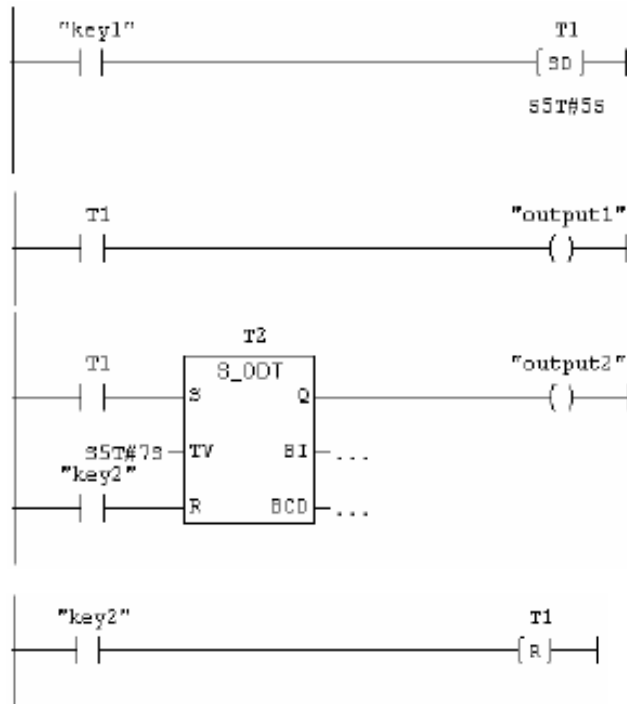 "key1"
T1
SD
S5T#5S
T1
"output1"
T2
T1
S_ODT
"output2"
S
Q
S5T#7S
TV
BI
...
"key2"
R
BCD
...
"key2"
T1
R